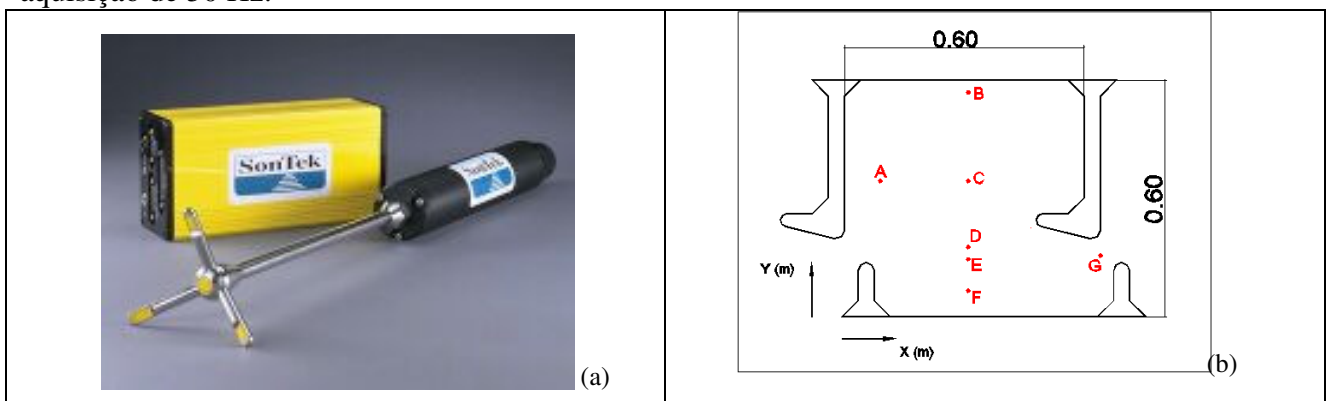 aquisição de 50 Hz.
SonTek
SonTek
(a)
0.60
B
A
C
0.60
D
E
G
F
Y (m)
X (m)
(b)